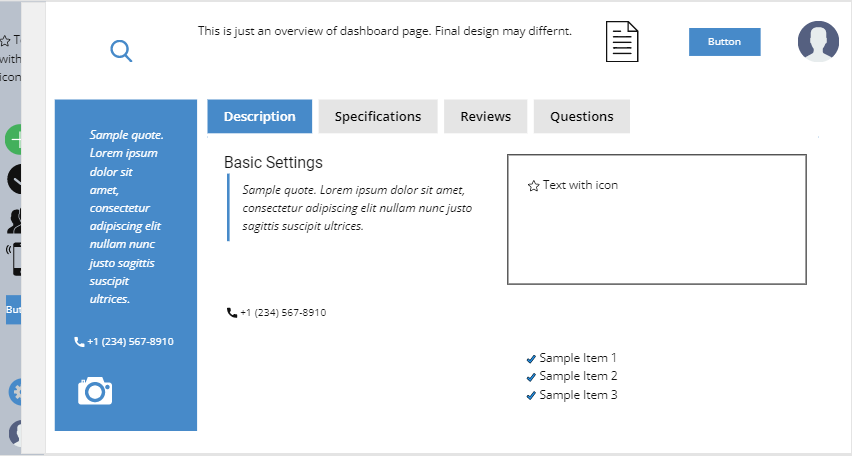 This is just an overview of dashboard page. Final design may differnt.
Button
Description
Specifications
Reviews
Questions
with
icon
But
Sample quote.
Lorem ipsum
dolor sit
amet,
consectetur
adipiscing elit
nullam nunc
justo sagittis
suscipit
ultrices.
+1 (234) 567-8910
Basic Settings
Sample quote. Lorem ipsum dolor sit amet,
consectetur adipiscing elit nullam nunc justo
sagittis suscipit ultrices.
+1 (234) 567-8910
Text with icon
Sample Item 1
Sample Item 2
Sample Item 3